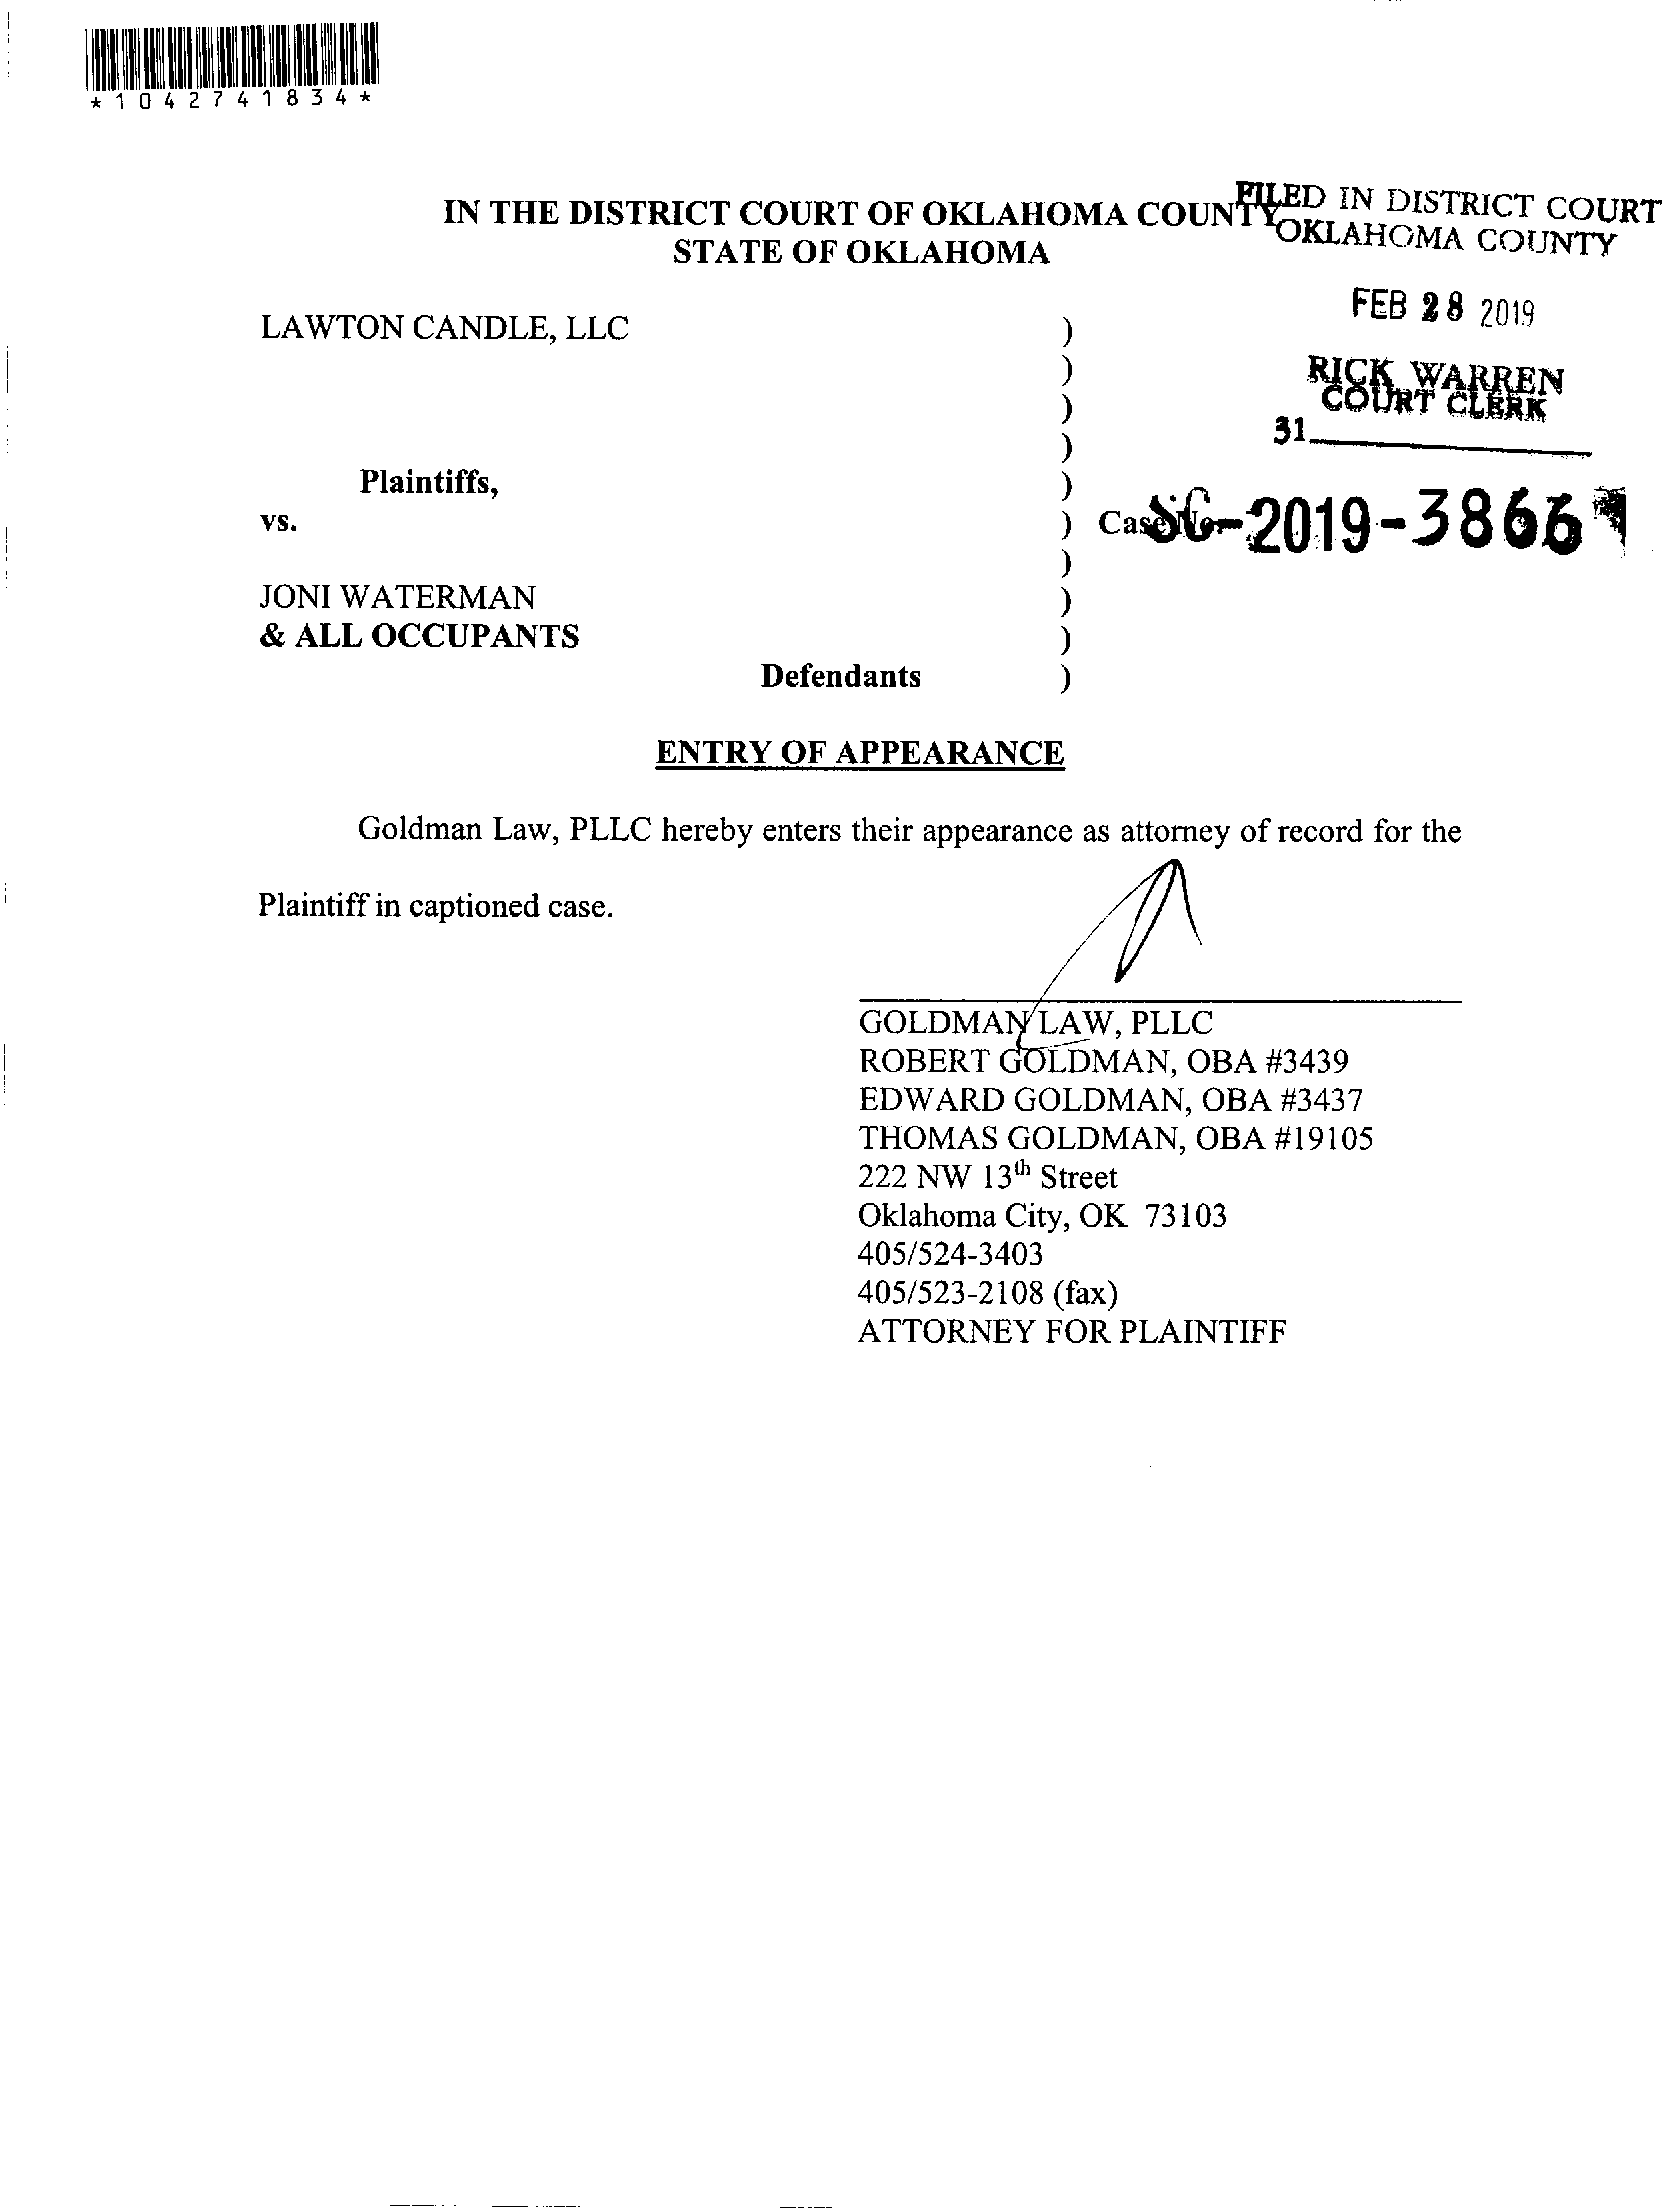 *1042741834*
IN THE DISTRICT COURT OF OKLAHOMA COUNTY
STATE OF OKLAHOMA
FILED IN DISTRICT COURT
OKLAHOMA COUNTY
FEB 28 2019
RICK WARREN
COURT CLERK
31
LAWTON CANDLE, LLC )
)
)
)
Plaintiffs, )
vs. ) Case No. SC-2019-3866
)
JONI WATERMAN )
& ALL OCCUPANTS )
Defendants )
ENTRY OF APPEARANCE
Goldman Law, PLLC hereby enters their appearance as attorney of record for the
Plaintiff in captioned case.
GOLDMAN LAW, PLLC
ROBERT GOLDMAN, OBA #3439
EDWARD GOLDMAN, OBA #3437
THOMAS GOLDMAN, OBA #19105
222 NW 13th Street
Oklahoma City, OK 73103
405/524-3403
405/523-2108 (fax)
ATTORNEY FOR PLAINTIFF